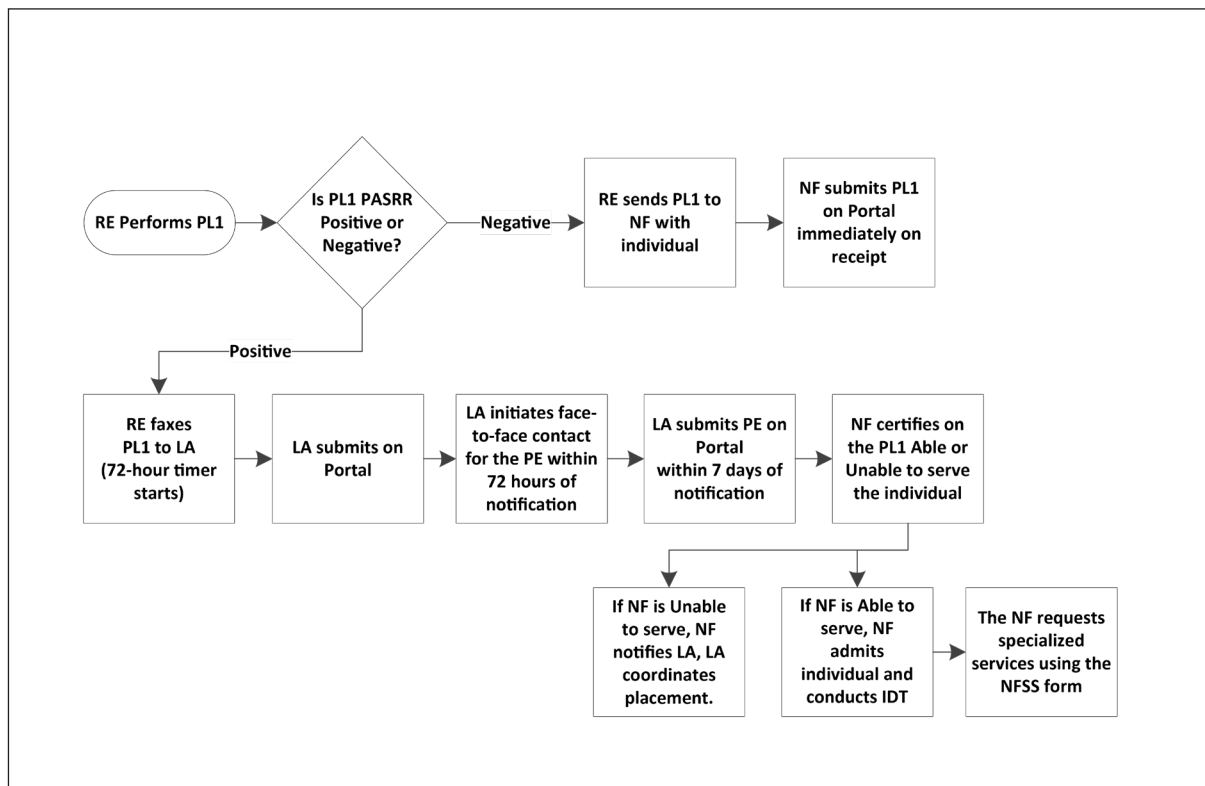 RE Performs PL1
Is PL1 PASRR
Positive or
Negative?
Negative
RE sends PL1 to
NF with
individual
NF submits PL1
on Portal
immediately on
receipt
Positive
RE faxes
PL1 to LA
(72-hour timer
starts)
LA submits on
Portal
LA initiates face-
to-face contact
for the PE within
72 hours of
notification
LA submits PE on
Portal
within 7 days of
notification
NF certifies on
the PL1 Able or
Unable to serve
the individual
If NF is Unable
to serve, NF
notifies LA, LA
coordinates
placement.
If NF is Able to
serve, NF
admits
individual and
conducts IDT
The NF requests
specialized
services using the
NFSS form